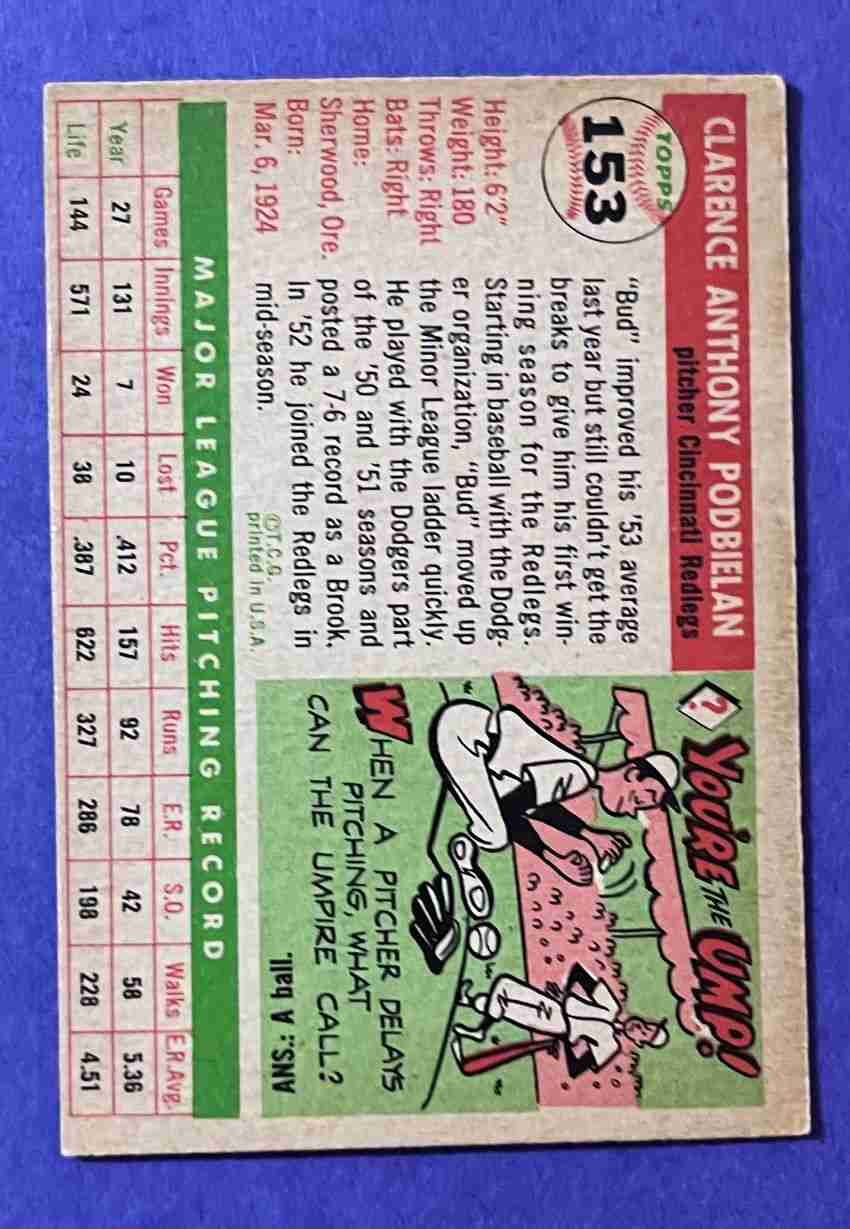 TOPPS
153
CLARENCE ANTHONY PODBIELAN
pitcher Cincinnati Redlegs
Height: 6'2"
Weight: 180
Throws: Right
Bats: Right
Home:
Sherwood, Ore.
Born:
Mar. 6, 1924
"Bud" improved his '53 average
last year but still couldn't get the
breaks to give him his first win-
ning season for the Redlegs.
Starting in baseball with the Dodg-
er organization, "Bud" moved up
the Minor League ladder quickly.
He played with the Dodgers part
of the '50 and '51 seasons and
posted a 7-6 record as a Brook.
In '52 he joined the Redlegs in
mid-season.
©T.C.G.
printed in U.S.A.
? YOU'RE THE UMP!
WHEN A PITCHER DELAYS
PITCHING, WHAT
CAN THE UMPIRE CALL?
ANS.: A ball.
MAJOR LEAGUE PITCHING RECORD
Games Innings Won Lost Pct. Hits Runs E.R. S.O. Walks E.R.Avg.
Year 27 131 7 10 .412 157 92 78 42 58 5.36
Life 144 571 24 38 .387 622 327 286 198 228 4.51